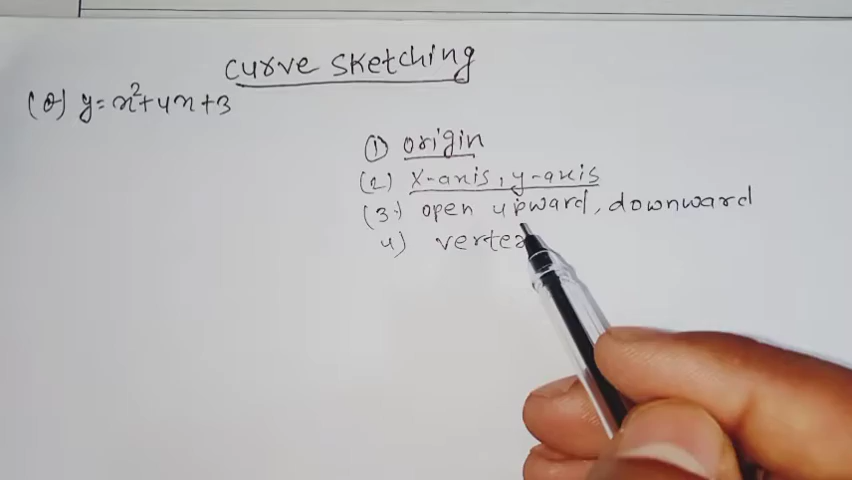 Curve Sketching
(Q) y=x²+4x+3
① origin
(2) X-axis, y-axis
(3.) open upward, downward
4) vertex